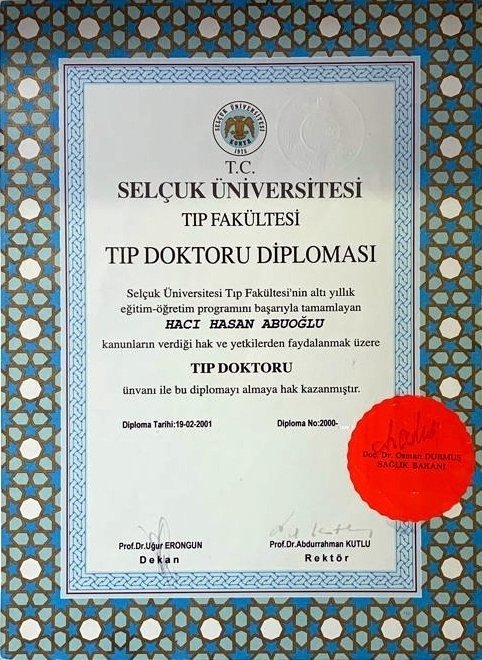 SELÇUK ÜNİVERSİTESİ
KONYA
1975
T.C.
SELÇUK ÜNİVERSİTESİ
TIP FAKÜLTESİ
TIP DOKTORU DİPLOMASI
Selçuk Üniversitesi Tıp Fakültesi'nin altı yıllık
eğitim-öğretim programını başarıyla tamamlayan
HACI HASAN ABUOĞLU
kanunların verdiği hak ve yetkilerden faydalanmak üzere
TIP DOKTORU
ünvanı ile bu diplomayı almaya hak kazanmıştır.
Diploma Tarihi:19-02-2001 Diploma No:2000-
Doç. Dr. Osman DURMUŞ
SAĞLIK BAKANI
Prof.Dr.Uğur ERONGUN Prof.Dr.Abdurrahman KUTLU
Dekan Rektör